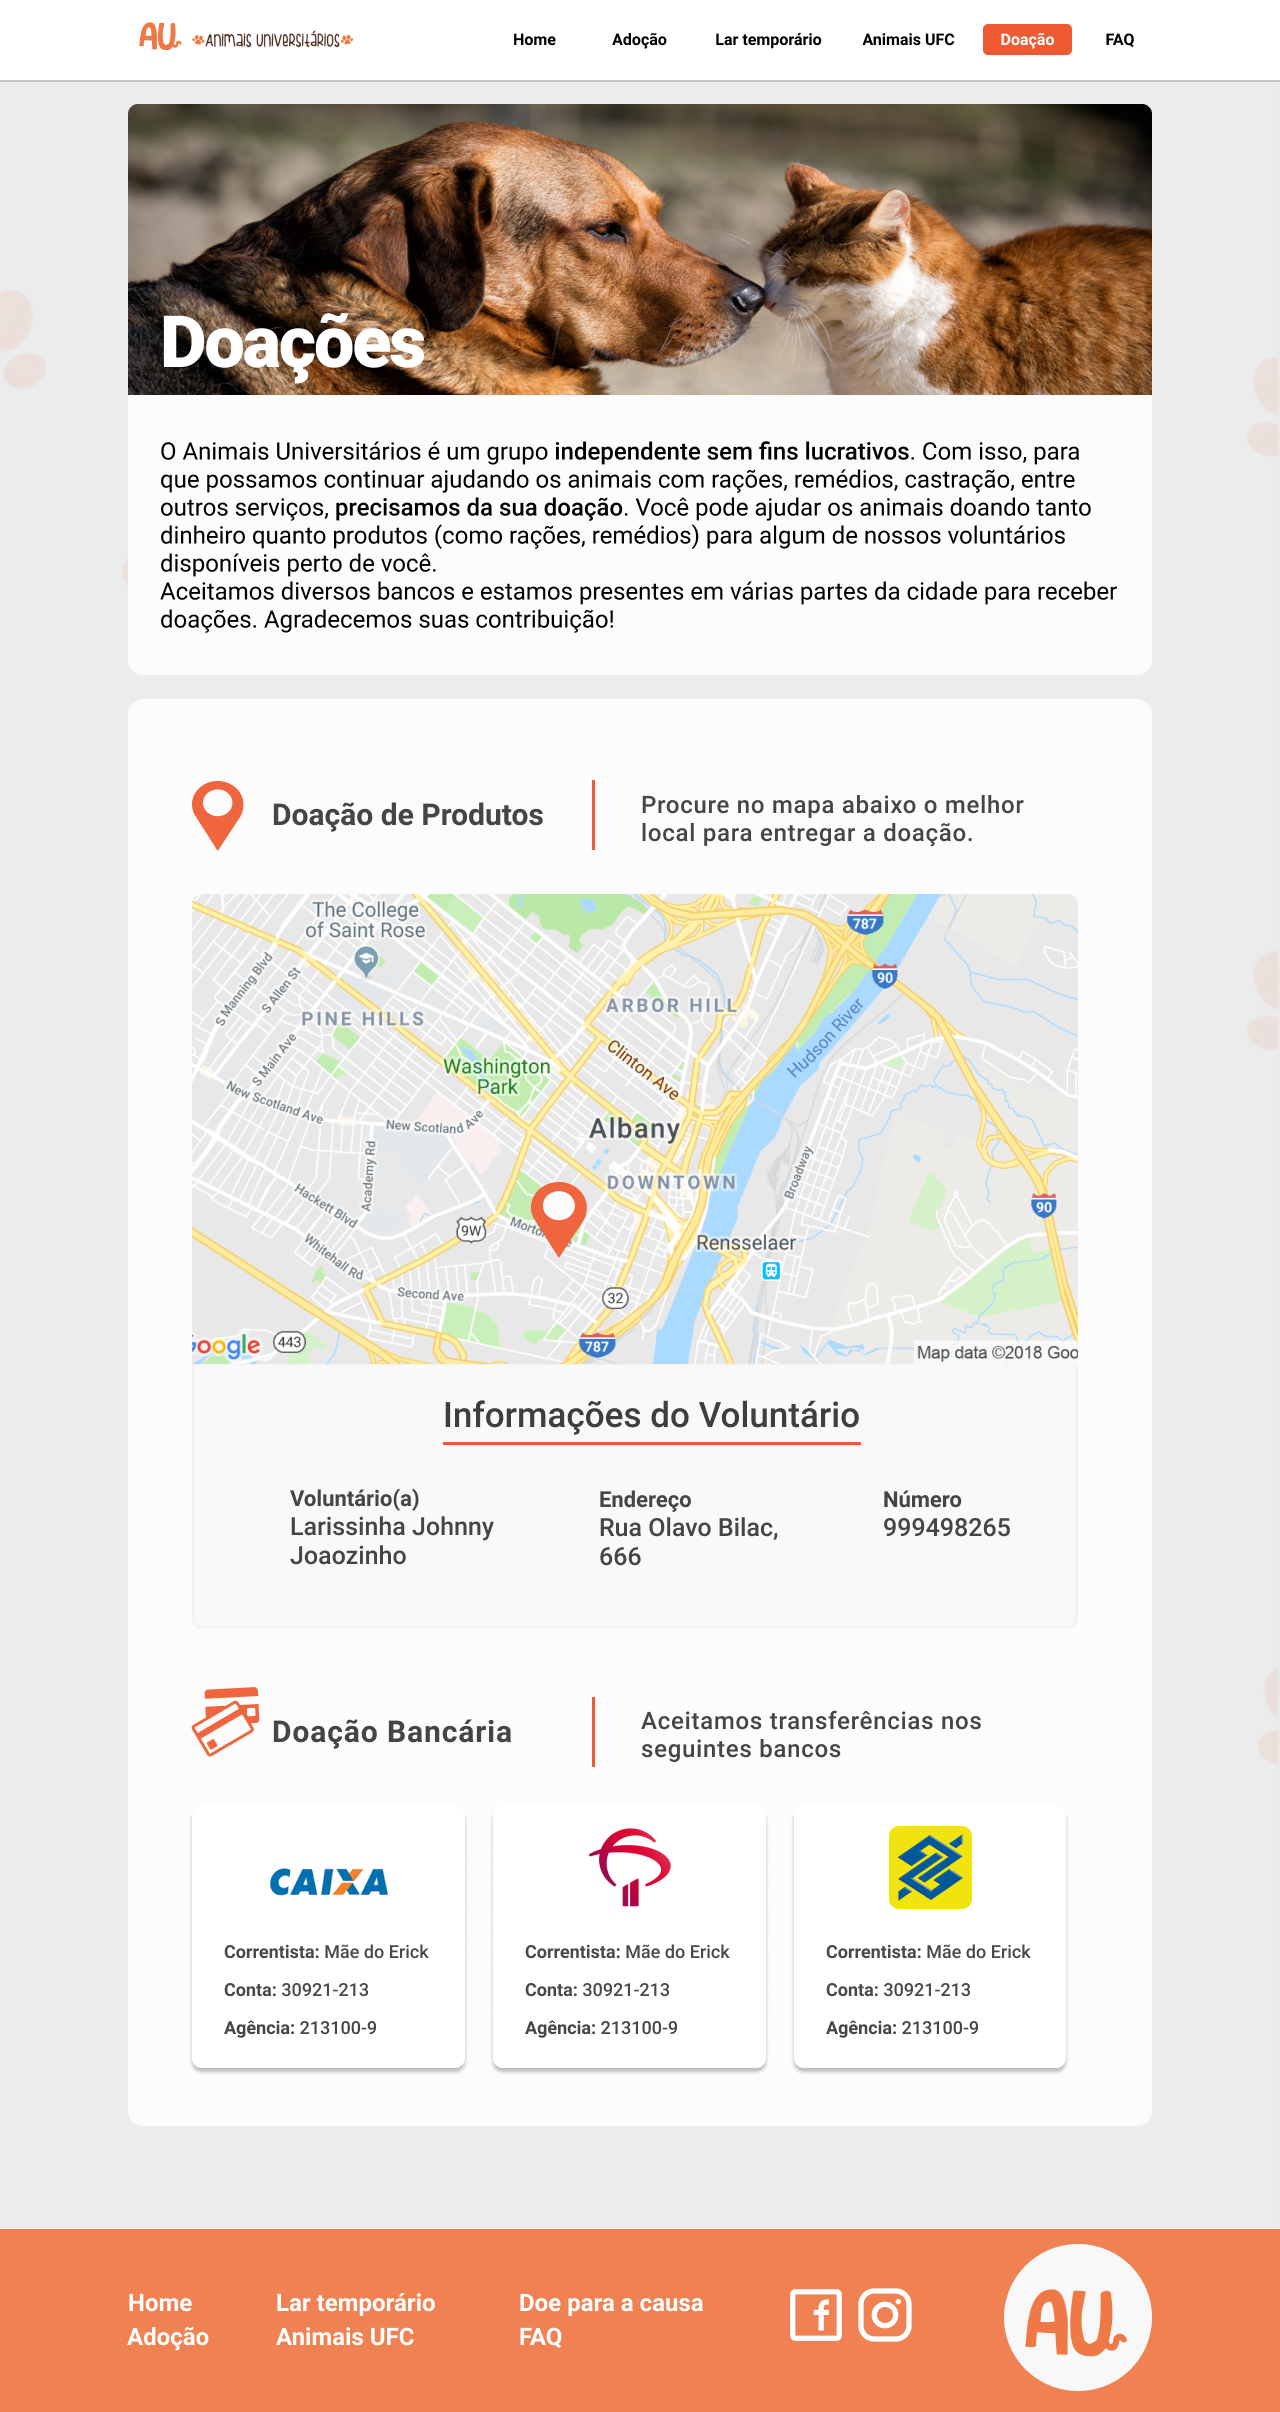 AU. Animais Universitários
Home Adoção Lar temporário Animais UFC Doação FAQ
Doações
O Animais Universitários é um grupo independente sem fins lucrativos. Com isso, para
que possamos continuar ajudando os animais com rações, remédios, castração, entre
outros serviços, precisamos da sua doação. Você pode ajudar os animais doando tanto
dinheiro quanto produtos (como rações, remédios) para algum de nossos voluntários
disponíveis perto de você.
Aceitamos diversos bancos e estamos presentes em várias partes da cidade para receber
doações. Agradecemos suas contribuição!
Doação de Produtos
Procure no mapa abaixo o melhor
local para entregar a doação.
The College
of Saint Rose
787
90
S Manning Blvd
S Allen St
ARBOR HILL
PINE HILLS
Hudson River
S Main Ave
Clinton Ave
Washington
Park
New Scotland Ave
New Scotland Ave
Albany
Academy Rd
Broadway
DOWNTOWN
Hackett Blvd
90
9W
Morto
Rensselaer
Whitehall Rd
Second Ave
32
443
787
oogle
Map data ©2018 Goo
Informações do Voluntário
Voluntário(a)
Larissinha Johnny
Joaozinho
Endereço
Rua Olavo Bilac,
666
Número
999498265
Doação Bancária
Aceitamos transferências nos
seguintes bancos
CAIXA
Correntista: Mãe do Erick
Conta: 30921-213
Agência: 213100-9
Correntista: Mãe do Erick
Conta: 30921-213
Agência: 213100-9
Correntista: Mãe do Erick
Conta: 30921-213
Agência: 213100-9
Home
Adoção
Lar temporário
Animais UFC
Doe para a causa
FAQ
AU.